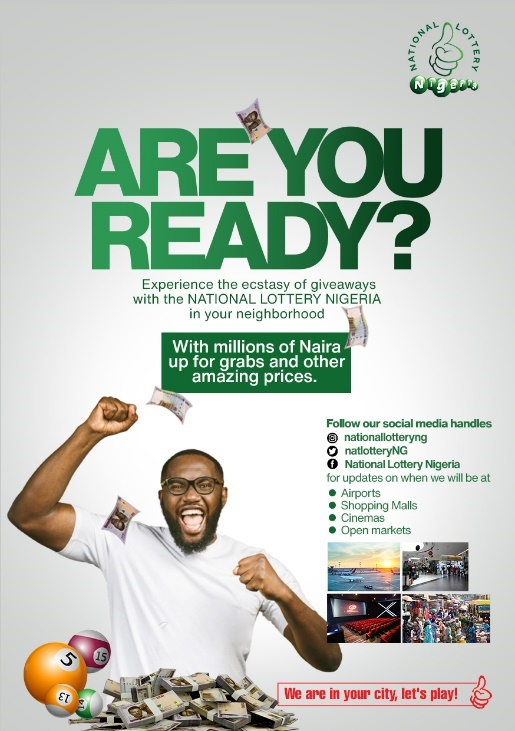 NATIONAL LOTTERY
Nigeria
ARE YOU
READY?
Experience the ecstasy of giveaways
with the NATIONAL LOTTERY NIGERIA
in your neighborhood
With millions of Naira
up for grabs and other
amazing prices.
Follow our social media handles
nationallotteryng
natlotteryNG
National Lottery Nigeria
for updates on when we will be at
Airports
Shopping Malls
Cinemas
Open markets
5
15
13
We are in your city, let's play!